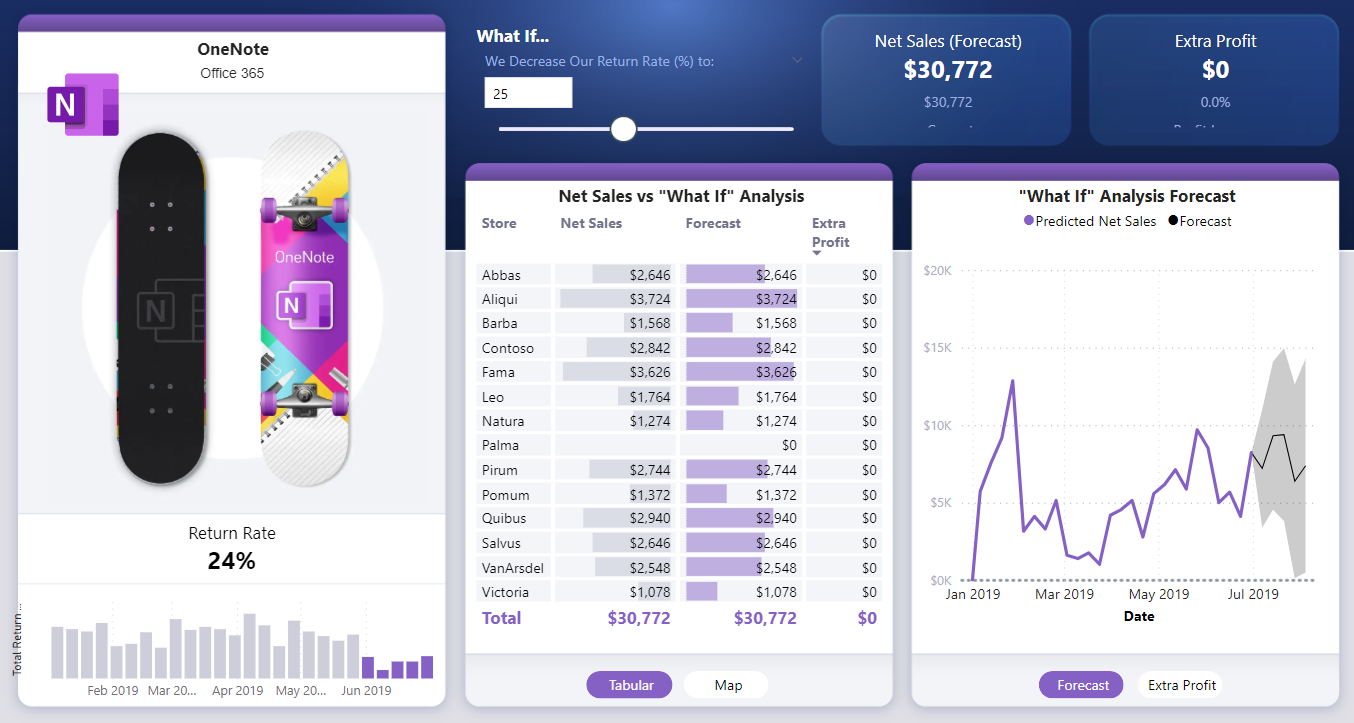 OneNote
Office 365
N
OneNote
N
N
Return Rate
24%
Total Return ...
Feb 2019 Mar 20... Apr 2019 May 20... Jun 2019
What If...
We Decrease Our Return Rate (%) to:
25
Net Sales (Forecast)
$30,772
$30,772
Extra Profit
$0
0.0%
Net Sales vs "What If" Analysis
Store Net Sales Forecast Extra Profit
Abbas $2,646 $2,646 $0
Aliqui $3,724 $3,724 $0
Barba $1,568 $1,568 $0
Contoso $2,842 $2,842 $0
Fama $3,626 $3,626 $0
Leo $1,764 $1,764 $0
Natura $1,274 $1,274 $0
Palma $0 $0
Pirum $2,744 $2,744 $0
Pomum $1,372 $1,372 $0
Quibus $2,940 $2,940 $0
Salvus $2,646 $2,646 $0
VanArsdel $2,548 $2,548 $0
Victoria $1,078 $1,078 $0
Total $30,772 $30,772 $0
Tabular Map
"What If" Analysis Forecast
Predicted Net Sales Forecast
$20K
$15K
$10K
$5K
$0K
Jan 2019 Mar 2019 May 2019 Jul 2019
Date
Forecast Extra Profit